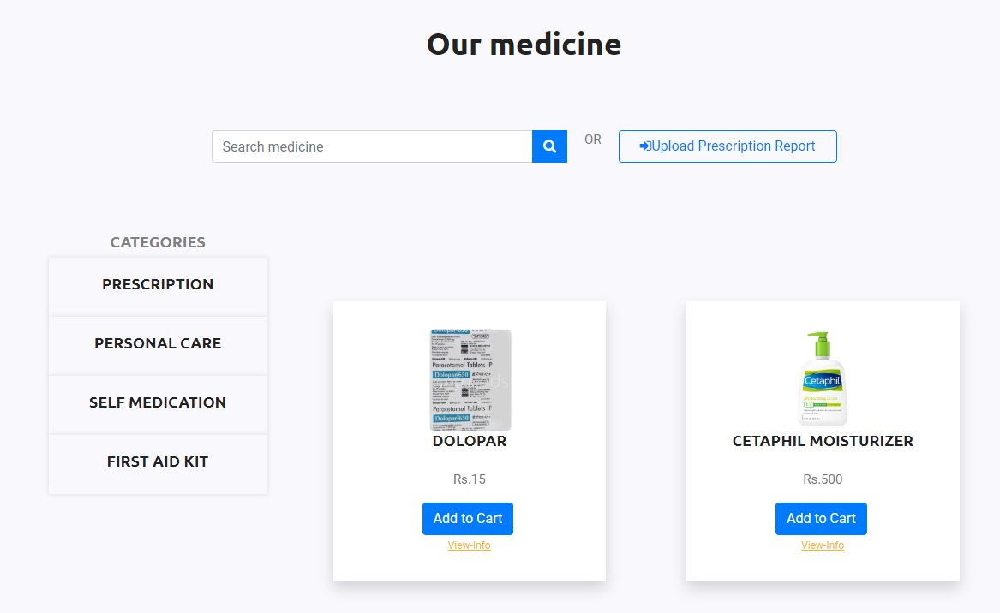 Our medicine
Search medicine
OR
Upload Prescription Report
CATEGORIES
PRESCRIPTION
PERSONAL CARE
SELF MEDICATION
FIRST AID KIT
Dolopar-650
Paracetamol Tablets IP
Dolopar-650
Paracetamol Tablets IP
Dolopar-650
DOLOPAR
Rs.15
Add to Cart
View-Info
Cetaphil
CETAPHIL MOISTURIZER
Rs.500
Add to Cart
View-Info